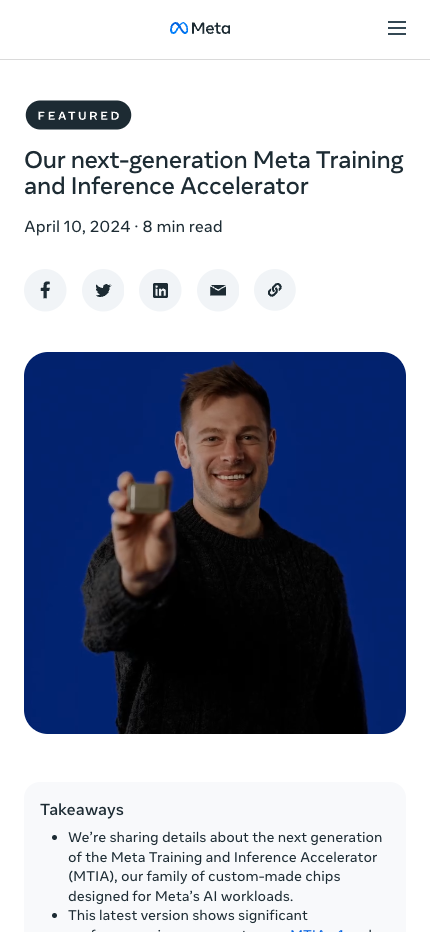 Meta
FEATURED
Our next-generation Meta Training
and Inference Accelerator
April 10, 2024 · 8 min read
Takeaways
• We’re sharing details about the next generation
of the Meta Training and Inference Accelerator
(MTIA), our family of custom-made chips
designed for Meta’s AI workloads.
• This latest version shows significant